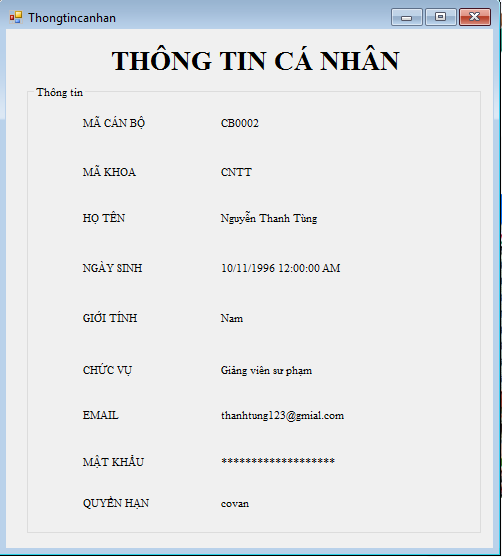 Thongtincanhan
THÔNG TIN CÁ NHÂN
Thông tin
MÃ CÁN BỘ CB0002
MÃ KHOA CNTT
HỌ TÊN Nguyễn Thanh Tùng
NGÀY SINH 10/11/1996 12:00:00 AM
GIỚI TÍNH Nam
CHỨC VỤ Giảng viên sư phạm
EMAIL thanhtung123@gmial.com
MẬT KHẨU *******************
QUYỀN HẠN covan